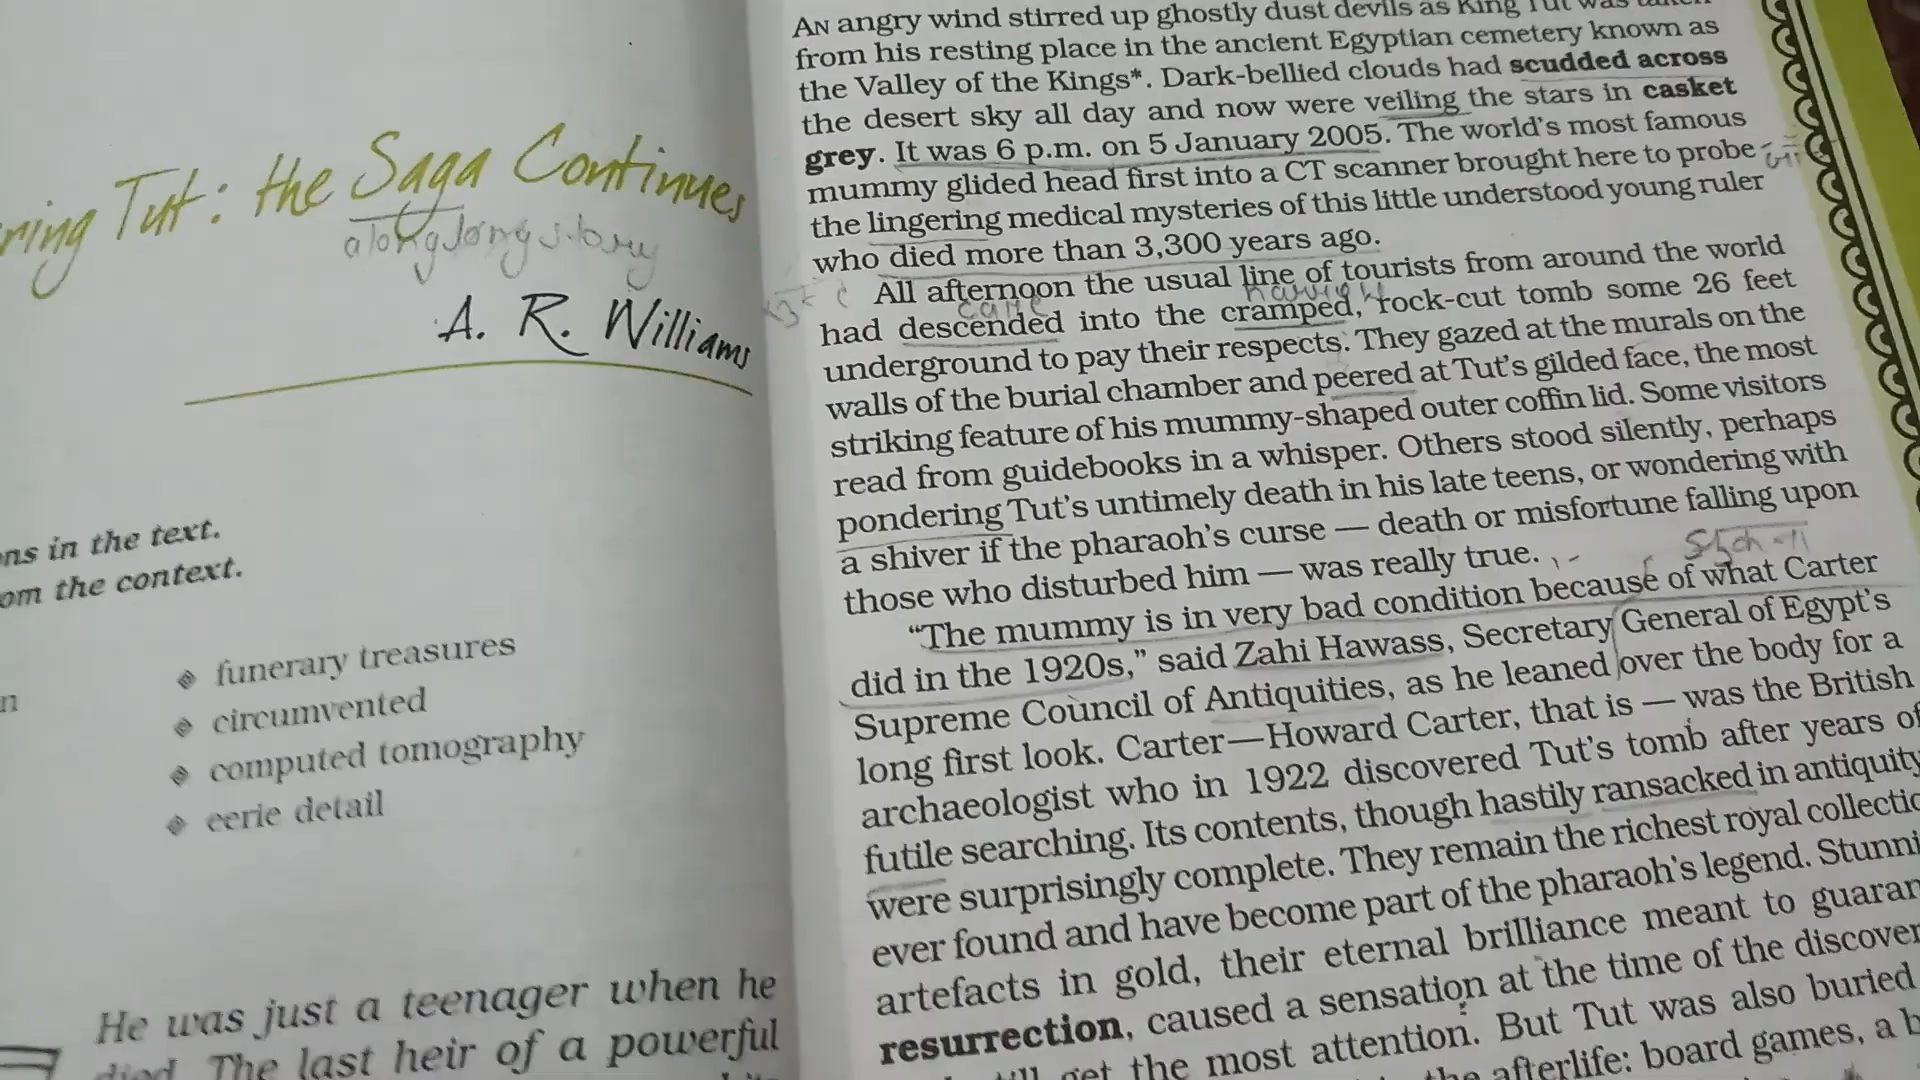 ring Tut: the Saga Continues
a long long story
A. R. Williams
ns in the text.
om the context.
n
funerary treasures
circumvented
computed tomography
eerie detail
He was just a teenager when he
died. The last heir of a powerful
AN angry wind stirred up ghostly dust devils as King Tut was taken
from his resting place in the ancient Egyptian cemetery known as
the Valley of the Kings*. Dark-bellied clouds had scudded across
the desert sky all day and now were veiling the stars in casket
grey. It was 6 p.m. on 5 January 2005. The world's most famous
mummy glided head first into a CT scanner brought here to probe
the lingering medical mysteries of this little understood young ruler
who died more than 3,300 years ago.
All afternoon the usual line of tourists from around the world
came
had descended into the cramped, rock-cut tomb some 26 feet
underground to pay their respects. They gazed at the murals on the
walls of the burial chamber and peered at Tut's gilded face, the most
striking feature of his mummy-shaped outer coffin lid. Some visitors
read from guidebooks in a whisper. Others stood silently, perhaps
pondering Tut's untimely death in his late teens, or wondering with
a shiver if the pharaoh's curse — death or misfortune falling upon
those who disturbed him — was really true.
"The mummy is in very bad condition because of what Carter
did in the 1920s," said Zahi Hawass, Secretary General of Egypt's
Supreme Council of Antiquities, as he leaned over the body for a
long first look. Carter—Howard Carter, that is — was the British
archaeologist who in 1922 discovered Tut's tomb after years of
futile searching. Its contents, though hastily ransacked in antiquity
were surprisingly complete. They remain the richest royal collectio
ever found and have become part of the pharaoh's legend. Stunni
artefacts in gold, their eternal brilliance meant to guaran
resurrection, caused a sensation at the time of the discover
get the most attention. But Tut was also buried
the afterlife: board games, a b